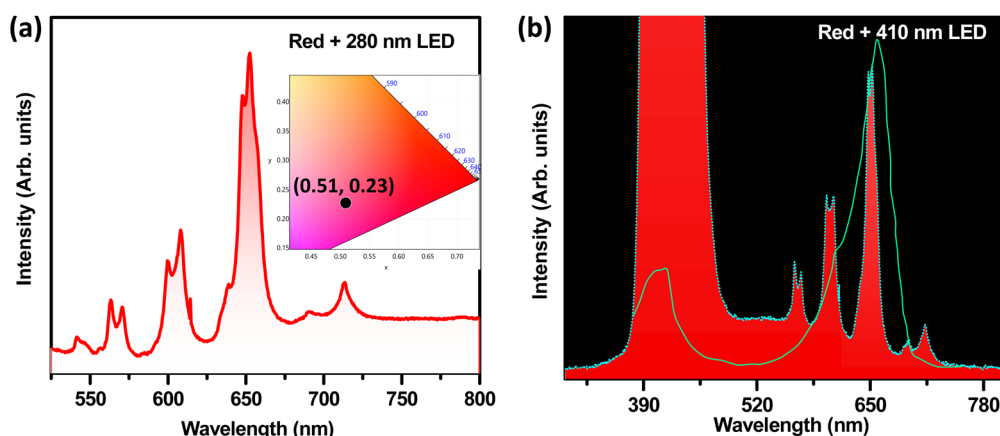 (a)
Red + 280 nm LED
Intensity (Arb. units)
0.40
0.35
0.30
0.25
0.20
0.15
y
590
600
610
620
630
(0.51, 0.23)
0.45 0.50 0.55 0.60 0.65 0.70
x
550 600 650 700 750 800
Wavelength (nm)
(b)
Red + 410 nm LED
Intensity (Arb. units)
390 520 650 780
Wavelength (nm)